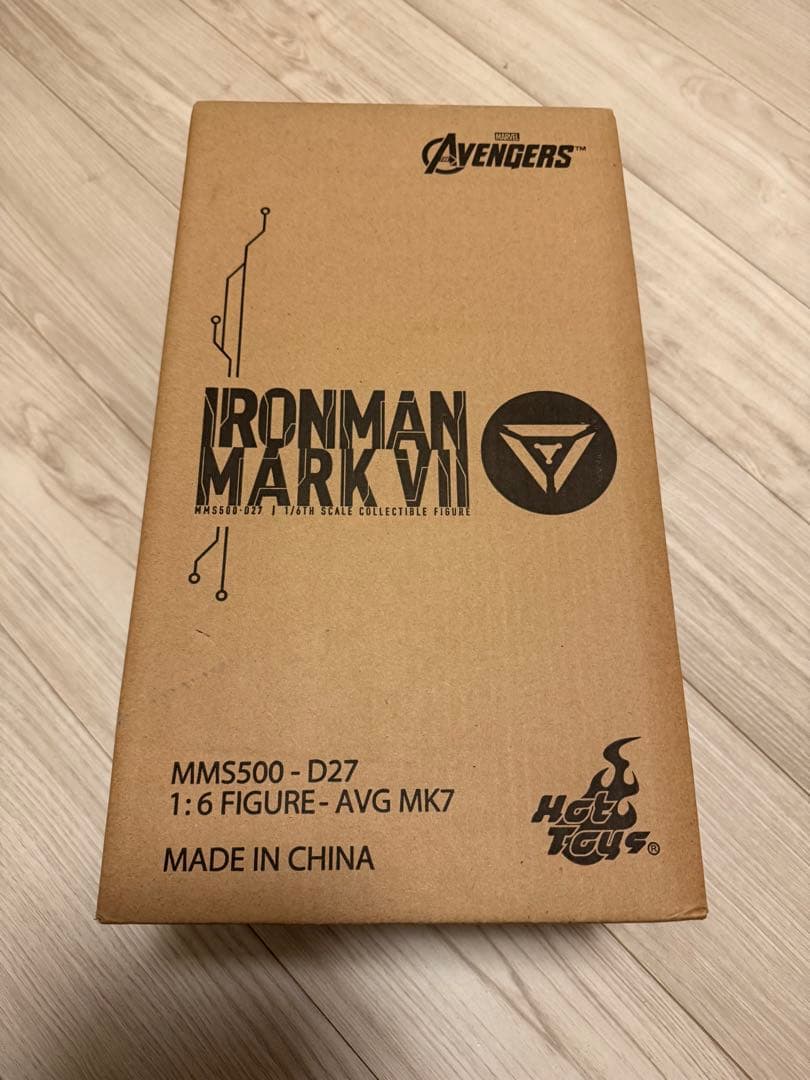 MARVEL
AVENGERS™
IRONMAN
MARK VII
MMS500-D27 | 1/6TH SCALE COLLECTIBLE FIGURE
MMS500 - D27
1: 6 FIGURE - AVG MK7
MADE IN CHINA
Hot
Toys®